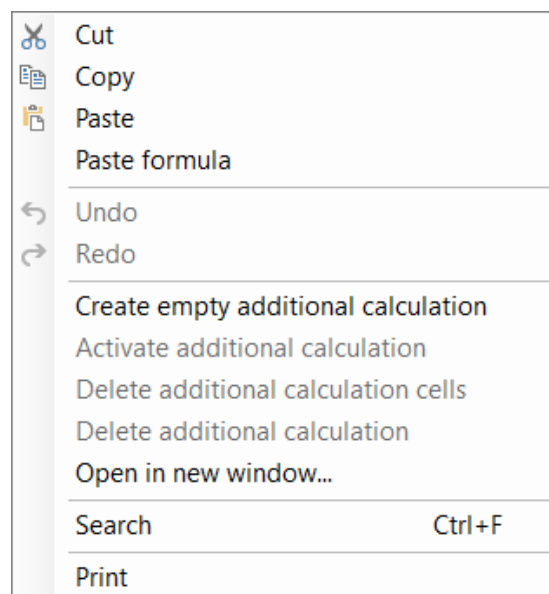 Cut
Copy
Paste
Paste formula
Undo
Redo
Create empty additional calculation
Activate additional calculation
Delete additional calculation cells
Delete additional calculation
Open in new window...
Search Ctrl+F
Print